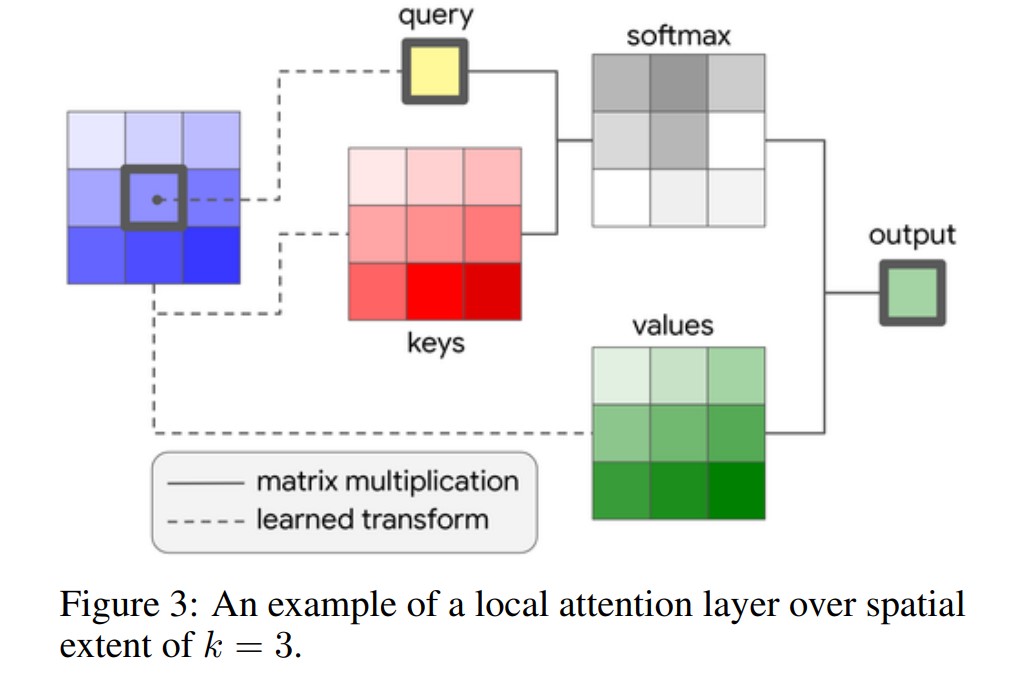 query
softmax
output
keys
values
matrix multiplication
learned transform
Figure 3: An example of a local attention layer over spatial
extent of k = 3.